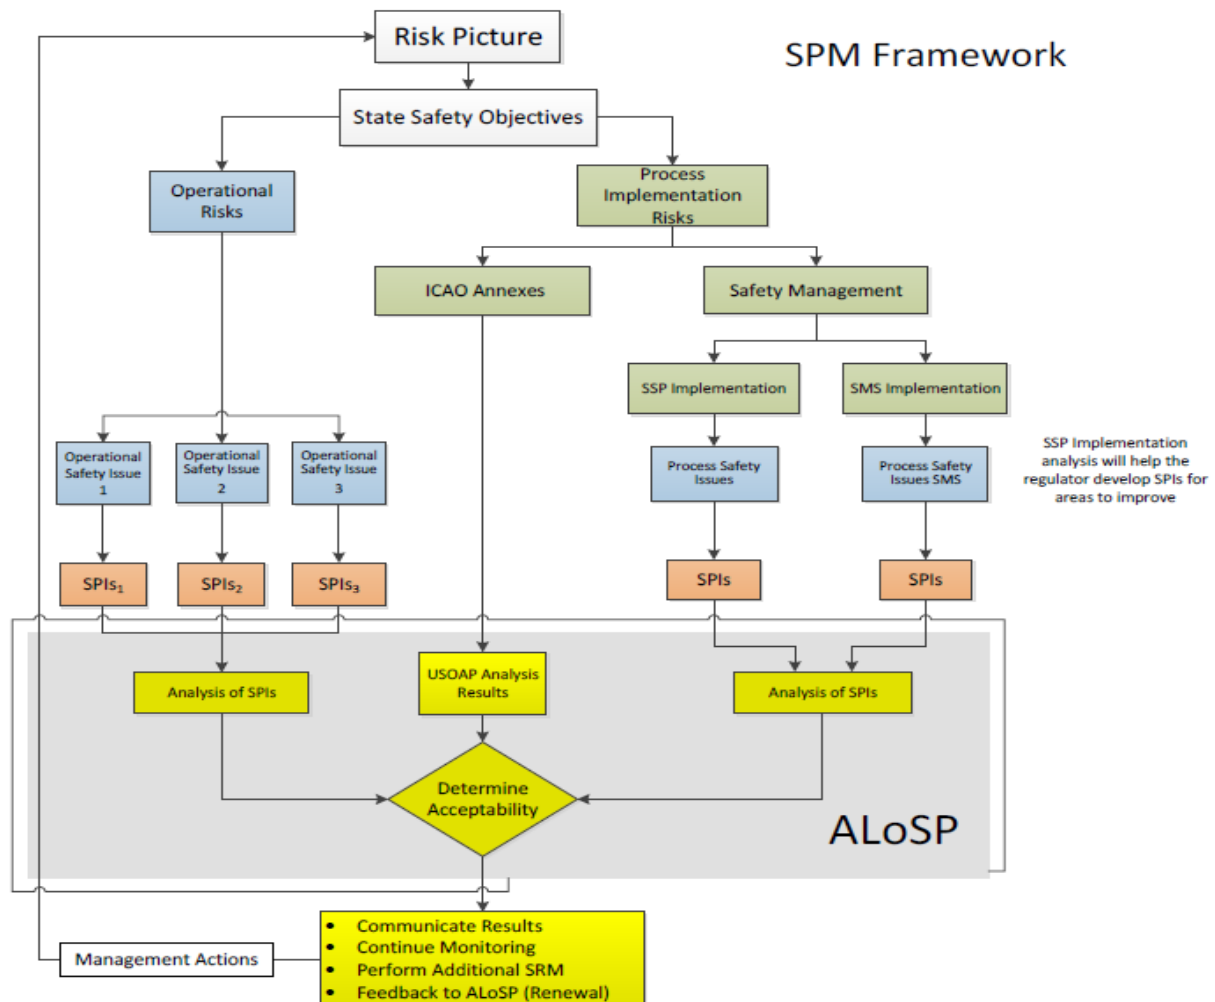 Risk Picture
SPM Framework
State Safety Objectives
Operational
Risks
Process
Implementation
Risks
ICAO Annexes
Safety Management
SSP Implementation
SMS Implementation
Operational
Safety Issue
1
Operational
Safety Issue
2
Operational
Safety Issue
3
Process Safety
Issues
Process Safety
Issues SMS
SSP Implementation
analysis will help the
regulator develop SPIs for
areas to improve
SPIs₁
SPIs₂
SPIs₃
SPIs
SPIs
Analysis of SPIs
USOAP Analysis
Results
Analysis of SPIs
Determine
Acceptability
ALoSP
Management Actions
• Communicate Results
• Continue Monitoring
• Perform Additional SRM
• Feedback to ALoSP (Renewal)